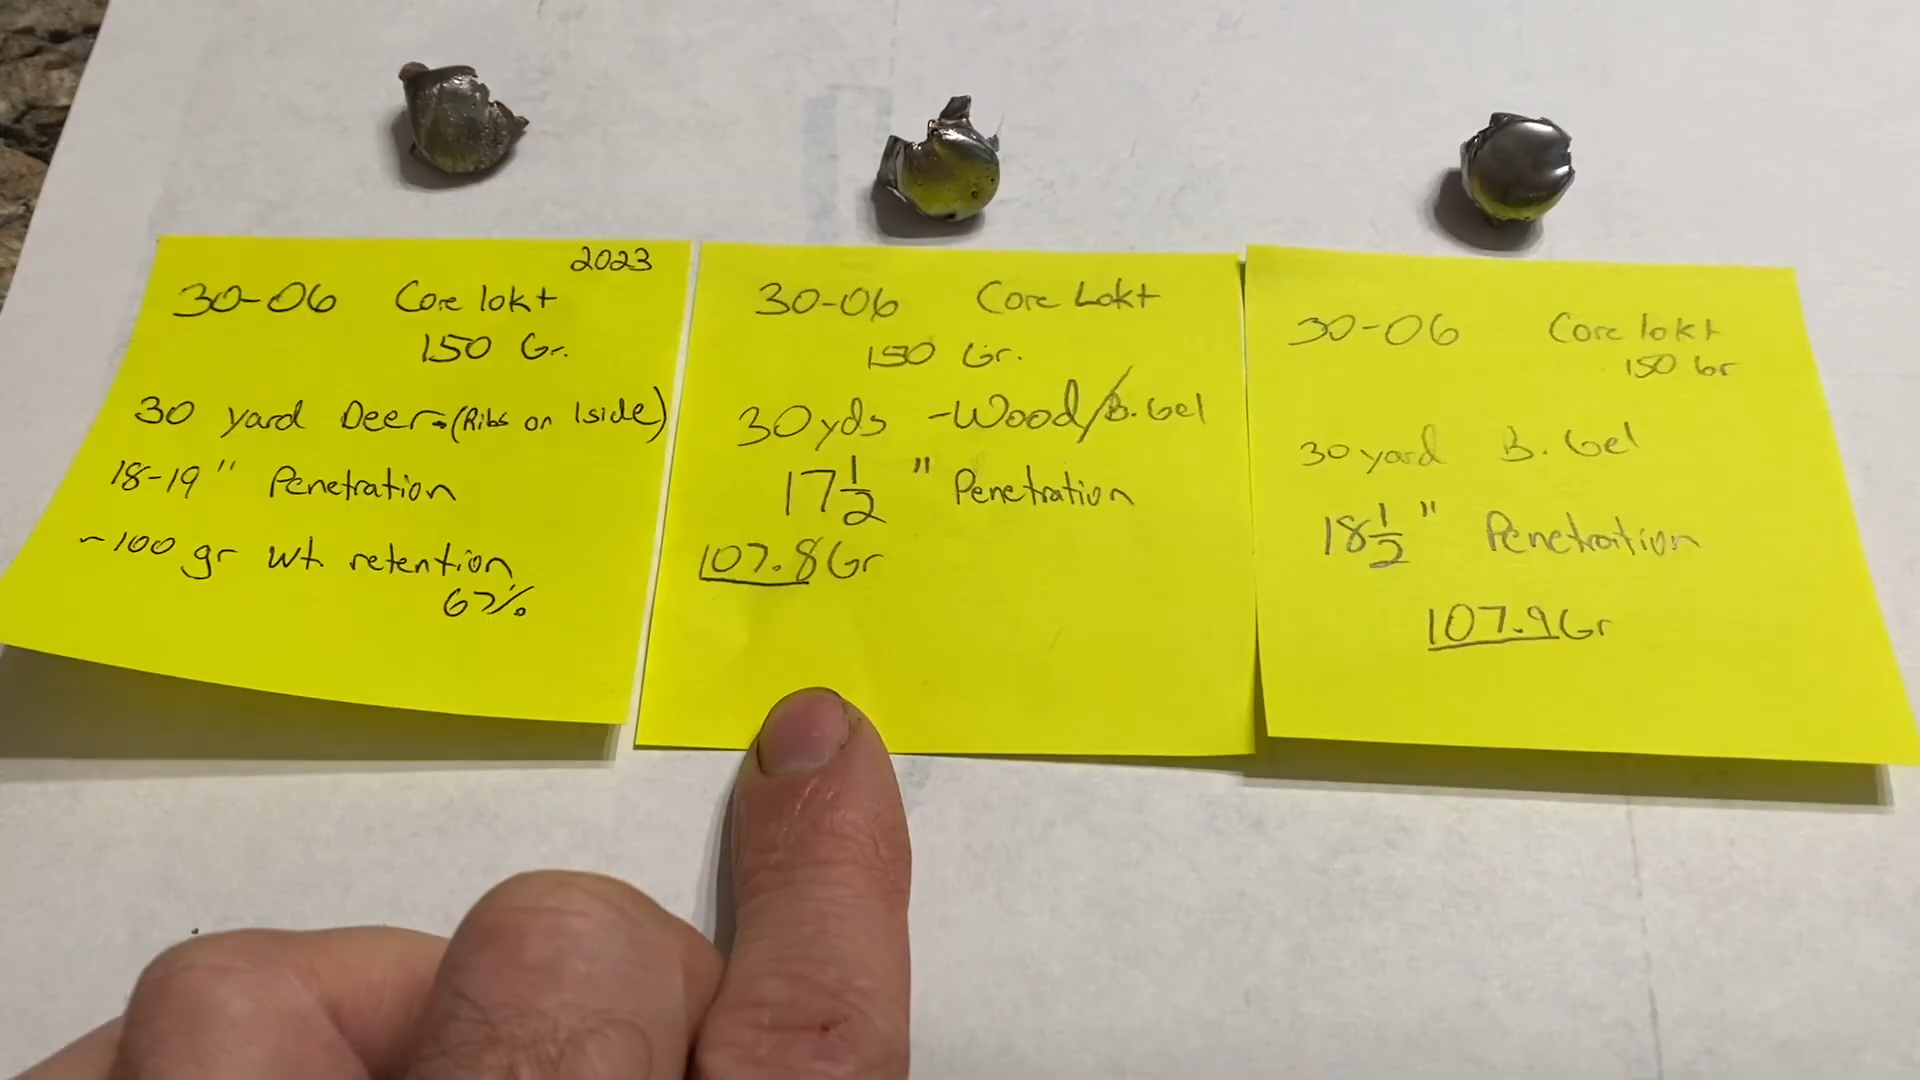 2023
30-06 Core lokt
150 Gr.
30 yard Deer - (Ribs on 1side)
18-19" Penetration
~100 gr wt. retention
67%
30-06 Core Lokt
150 Gr.
30yds - Wood/B. Gel
17 1/2" Penetration
107.8Gr
30-06 Core lokt
150 Gr
30 yard B. Gel
18 1/2" Penetration
107.9Gr